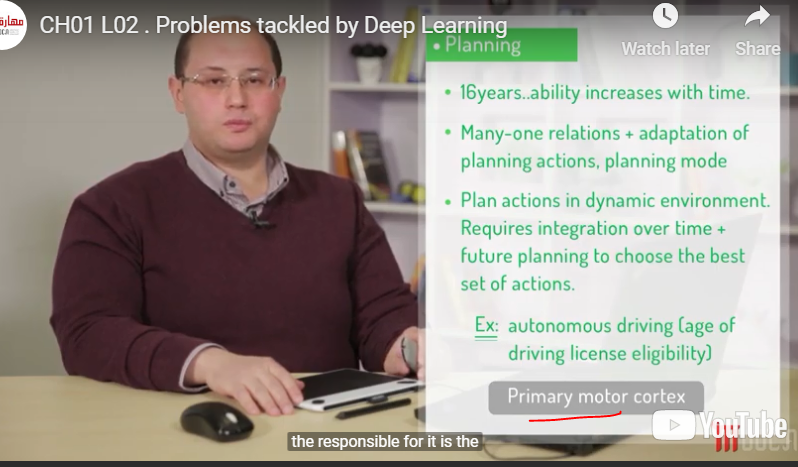 مهارة
CH01 L02 . Problems tackled by Deep Learning
Watch later
Share
• Planning
• 16years..ability increases with time.
• Many-one relations + adaptation of
planning actions, planning mode
• Plan actions in dynamic environment.
Requires integration over time +
future planning to choose the best
set of actions.
Ex: autonomous driving (age of
driving license eligibility)
Primary motor cortex
YouTube
the responsible for it is the